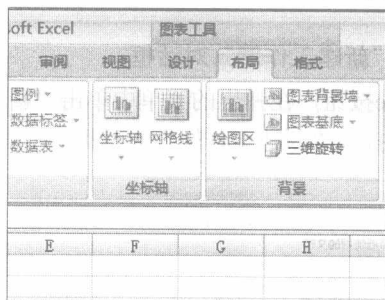 soft Excel 图表工具
审阅 视图 设计 布局 格式
图例
数据标签
数据表
坐标轴 网格线
坐标轴
绘图区
图表背景墙
图表基底
三维旋转
背景
E F G H